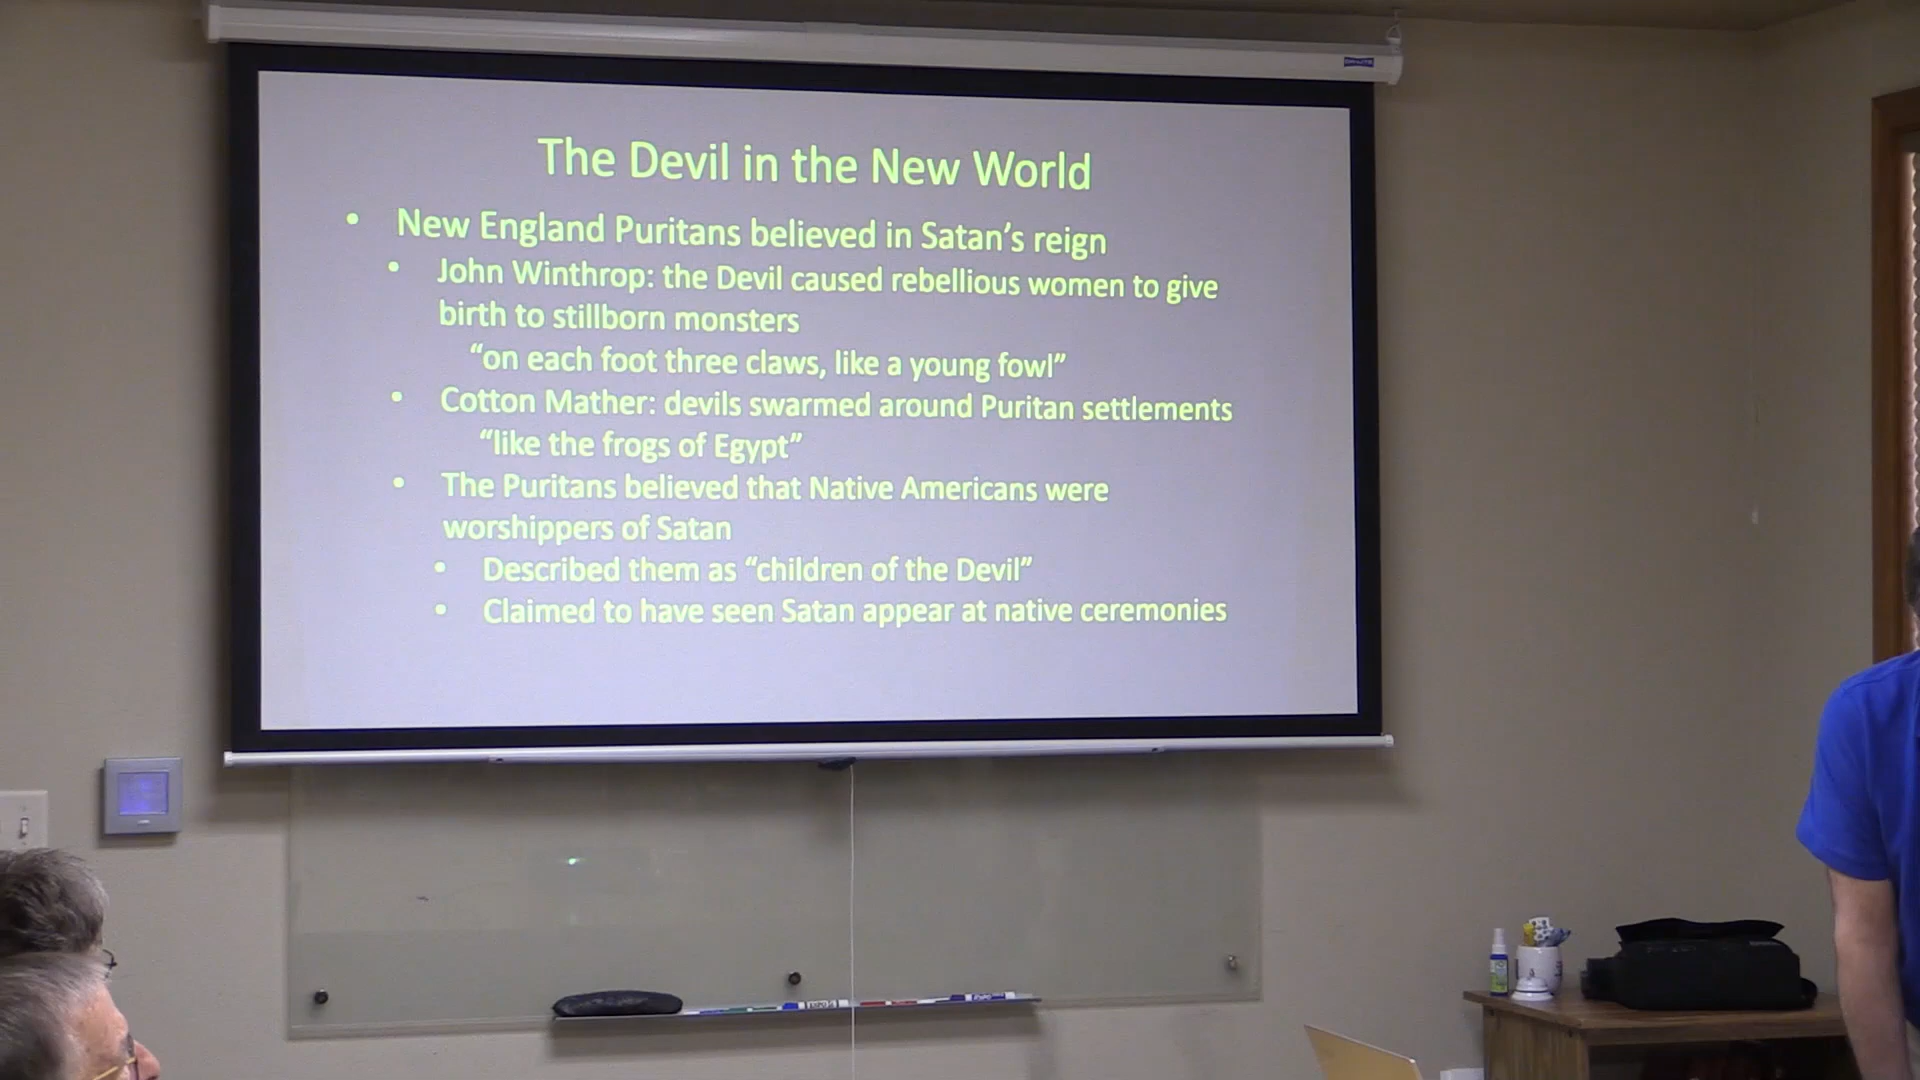 The Devil in the New World
• New England Puritans believed in Satan’s reign
• John Winthrop: the Devil caused rebellious women to give
birth to stillborn monsters
“on each foot three claws, like a young fowl”
• Cotton Mather: devils swarmed around Puritan settlements
“like the frogs of Egypt”
• The Puritans believed that Native Americans were
worshippers of Satan
• Described them as “children of the Devil”
• Claimed to have seen Satan appear at native ceremonies